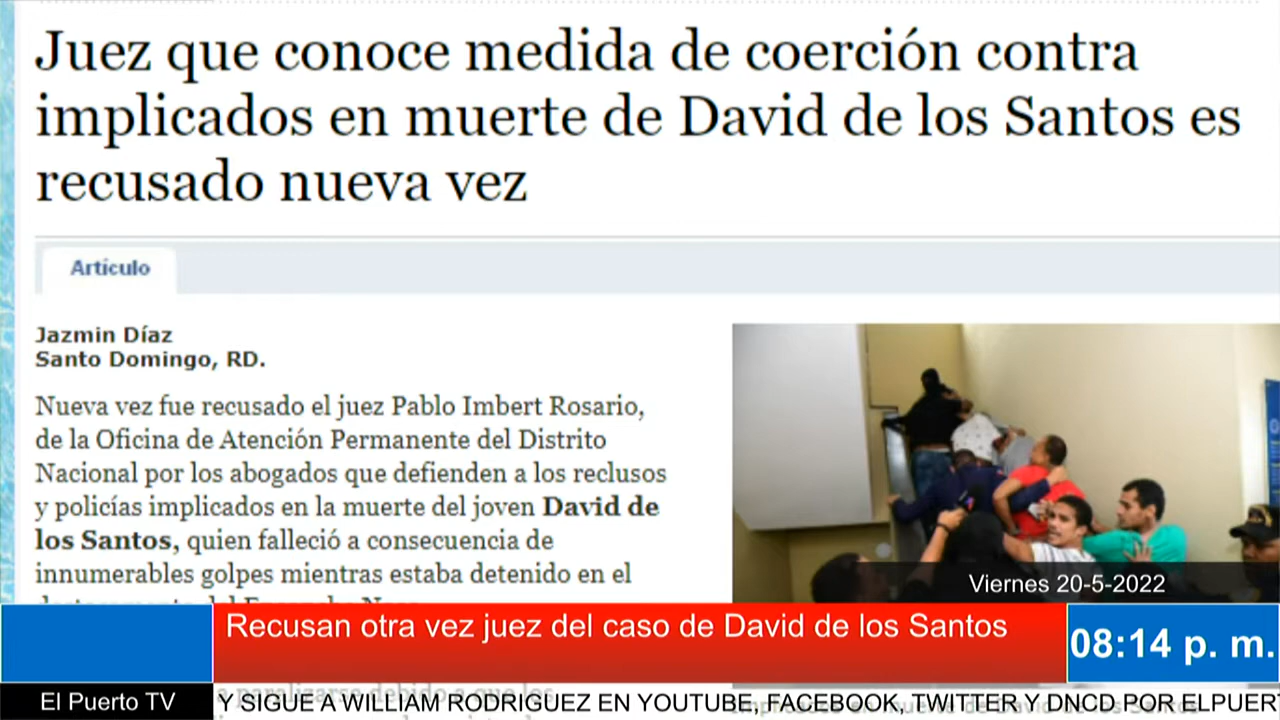 Juez que conoce medida de coerción contra
implicados en muerte de David de los Santos es
recusado nueva vez
Artículo
Jazmin Díaz
Santo Domingo, RD.
Nueva vez fue recusado el juez Pablo Imbert Rosario,
de la Oficina de Atención Permanente del Distrito
Nacional por los abogados que defienden a los reclusos
y policías implicados en la muerte del joven David de
los Santos, quien falleció a consecuencia de
innumerables golpes mientras estaba detenido en el
Viernes 20-5-2022
Recusan otra vez juez del caso de David de los Santos
08:14 p. m.
El Puerto TV
Y SIGUE A WILLIAM RODRIGUEZ EN YOUTUBE, FACEBOOK, TWITTER Y DNCD POR ELPUER